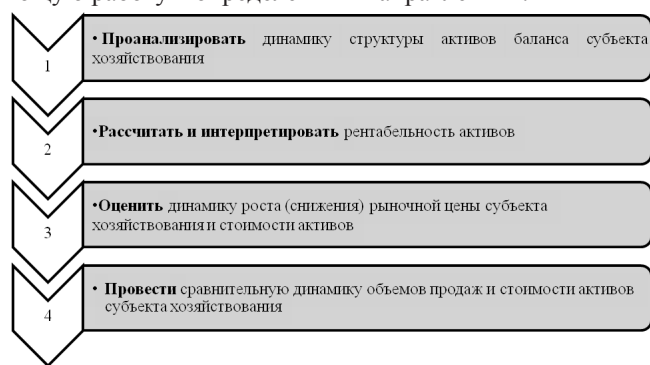 1
• Проанализировать динамику структуры активов баланса субъекта
хозяйствования
2
•Рассчитать и интерпретировать рентабельность активов
3
•Оценить динамику роста (снижения) рыночной цены субъекта
хозяйствования и стоимости активов
4
• Провести сравнительную динамику объемов продаж и стоимости активов
субъекта хозяйствования